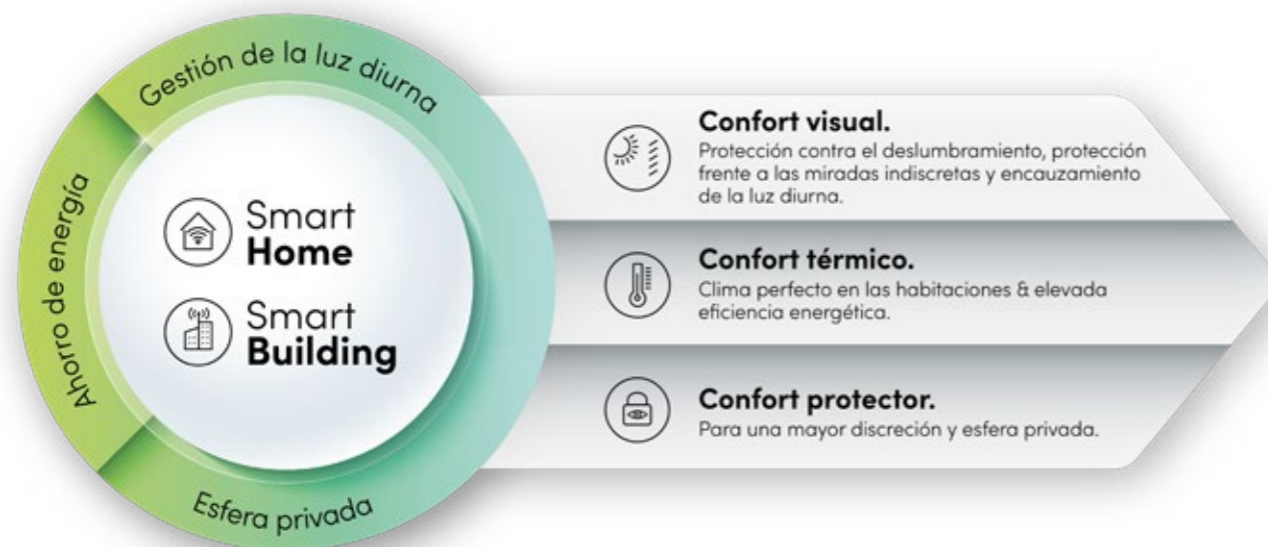 Gestión de la luz diurna
Ahorro de energía
Esfera privada
Smart
Home
Smart
Building
Confort visual.
Protección contra el deslumbramiento, protección
frente a las miradas indiscretas y encauzamiento
de la luz diurna.
Confort térmico.
Clima perfecto en las habitaciones & elevada
eficiencia energética.
Confort protector.
Para una mayor discreción y esfera privada.